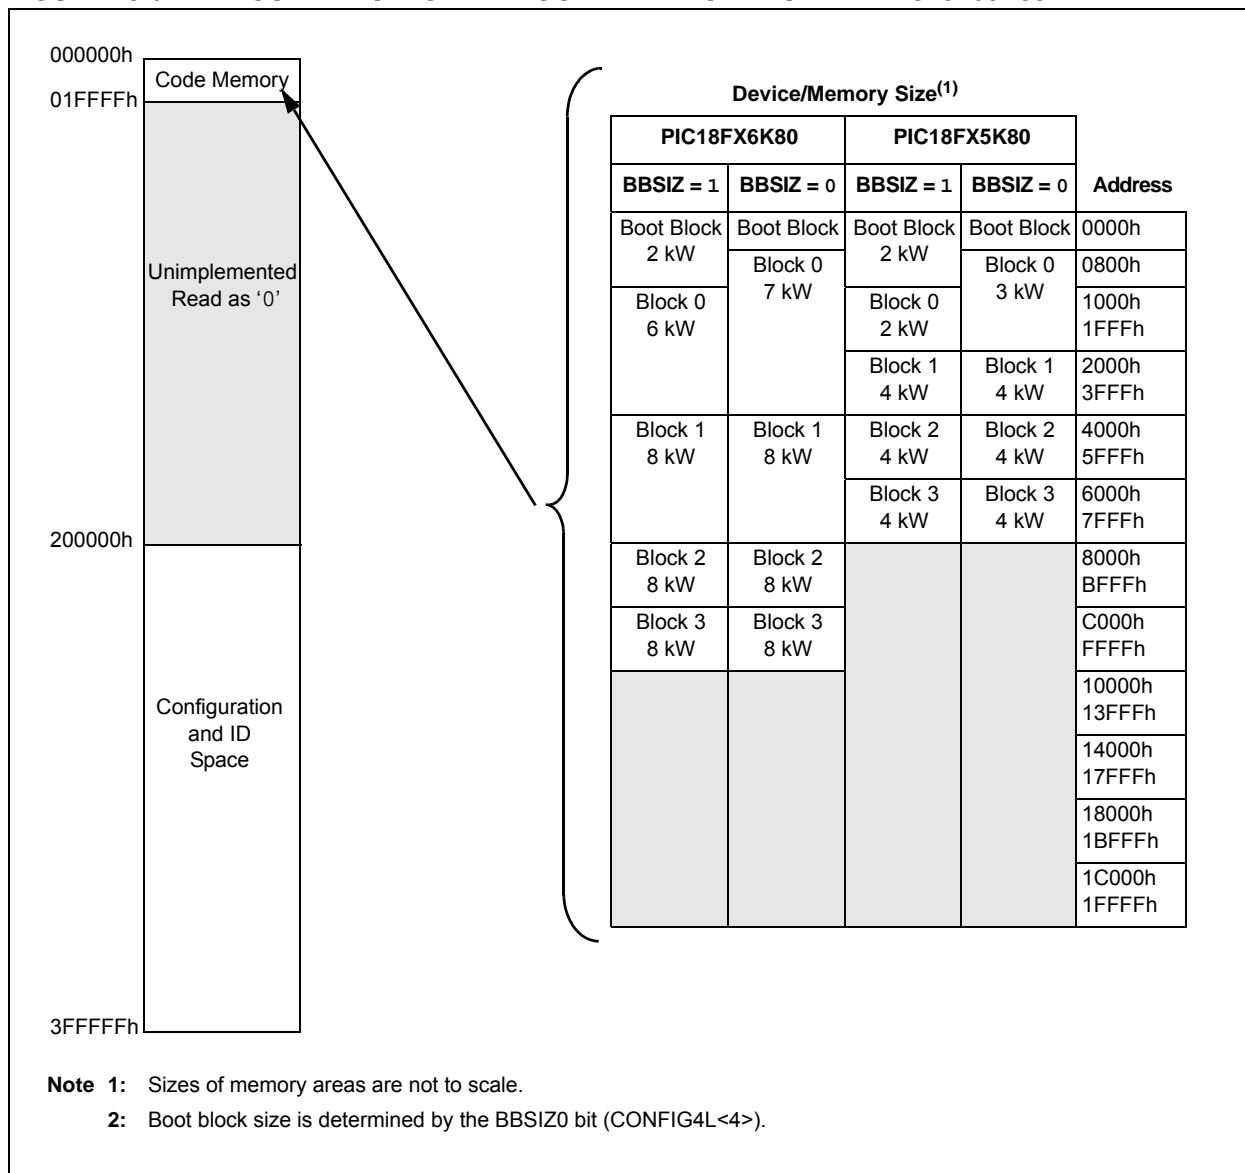 000000h
Code Memory
01FFFFh
Unimplemented
Read as ‘0’
200000h
Configuration
and ID
Space
3FFFFFh
Device/Memory Size(1)
PIC18FX6K80 PIC18FX5K80
BBSIZ = 1 BBSIZ = 0 BBSIZ = 1 BBSIZ = 0 Address
Boot Block Boot Block Boot Block Boot Block 0000h
2 kW Block 0 2 kW Block 0 0800h
7 kW 3 kW
Block 0 Block 0 1000h
6 kW 2 kW 1FFFh
Block 1 Block 1 2000h
4 kW 4 kW 3FFFh
Block 1 Block 1 Block 2 Block 2 4000h
8 kW 8 kW 4 kW 4 kW 5FFFh
Block 3 Block 3 6000h
4 kW 4 kW 7FFFh
Block 2 Block 2 8000h
8 kW 8 kW BFFFh
Block 3 Block 3 C000h
8 kW 8 kW FFFFh
10000h
13FFFh
14000h
17FFFh
18000h
1BFFFh
1C000h
1FFFFh
Note 1: Sizes of memory areas are not to scale.
2: Boot block size is determined by the BBSIZ0 bit (CONFIG4L<4>).